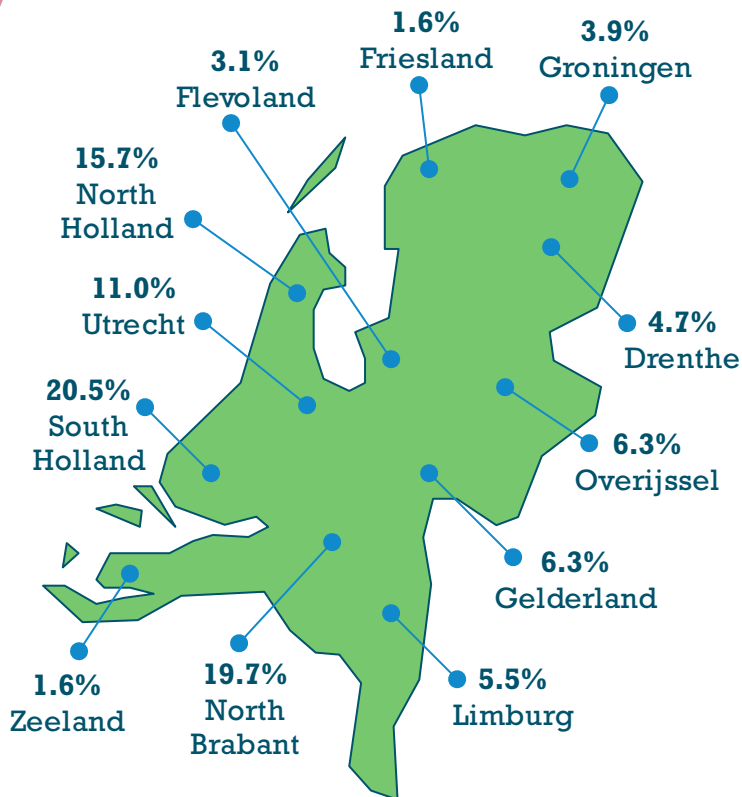 1.6%
Friesland
3.9%
Groningen
3.1%
Flevoland
15.7%
North
Holland
11.0%
Utrecht
4.7%
Drenthe
20.5%
South
Holland
6.3%
Overijssel
6.3%
Gelderland
19.7%
North
Brabant
5.5%
Limburg
1.6%
Zeeland